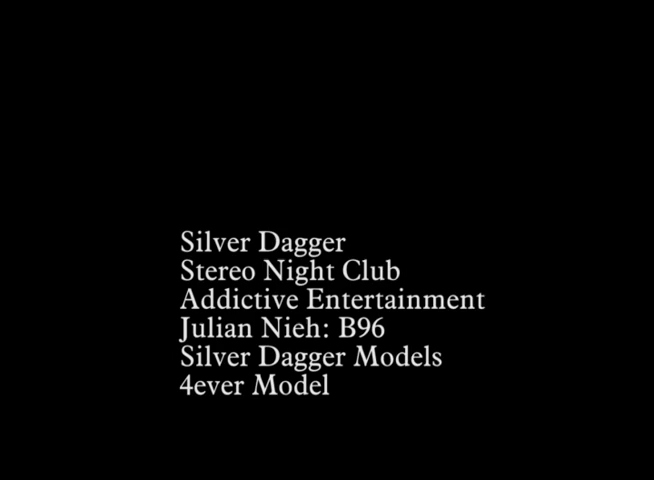 Silver Dagger
Stereo Night Club
Addictive Entertainment
Julian Nieh: B96
Silver Dagger Models
4ever Model